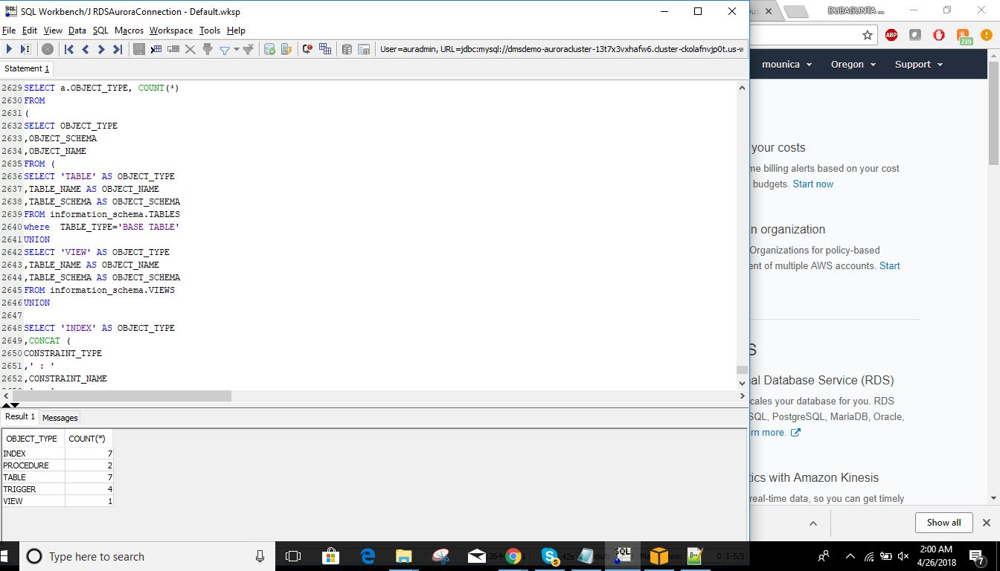 SQL Workbench/J RDSAuroraConnection - Default.wksp
File Edit View Data SQL Macros Workspace Tools Help
User=auradmin, URL=jdbc:mysql://dmsdemo-auroracluster-13t7x3vxhafw6.cluster-ckolafnvjp0t.us-w
Statement 1
2629 SELECT a.OBJECT_TYPE, COUNT(*)
2630 FROM
2631 (
2632 SELECT OBJECT_TYPE
2633 ,OBJECT_SCHEMA
2634 ,OBJECT_NAME
2635 FROM (
2636 SELECT 'TABLE' AS OBJECT_TYPE
2637 ,TABLE_NAME AS OBJECT_NAME
2638 ,TABLE_SCHEMA AS OBJECT_SCHEMA
2639 FROM information_schema.TABLES
2640 where  TABLE_TYPE='BASE TABLE'
2641 UNION
2642 SELECT 'VIEW' AS OBJECT_TYPE
2643 ,TABLE_NAME AS OBJECT_NAME
2644 ,TABLE_SCHEMA AS OBJECT_SCHEMA
2645 FROM information_schema.VIEWS
2646 UNION
2647
2648 SELECT 'INDEX' AS OBJECT_TYPE
2649 ,CONCAT (
2650 CONSTRAINT_TYPE
2651 ,' : '
2652 ,CONSTRAINT_NAME
Result 1 Messages
OBJECT_TYPE COUNT(*)
INDEX 7
PROCEDURE 2
TABLE 7
TRIGGER 4
VIEW 1
DUBAGUNTA ...
ABP
239
mounica Oregon Support
your costs
me billing alerts based on your cost
budgets. Start now
n organization
Organizations for policy-based
ent of multiple AWS accounts. Start
S
al Database Service (RDS)
cales your database for you. RDS
SQL, PostgreSQL, MariaDB, Oracle,
rn more.
tics with Amazon Kinesis
real-time data, so you can get timely
Show all
Type here to search
5
SQL
0 1-5/5
2:00 AM
4/26/2018
7